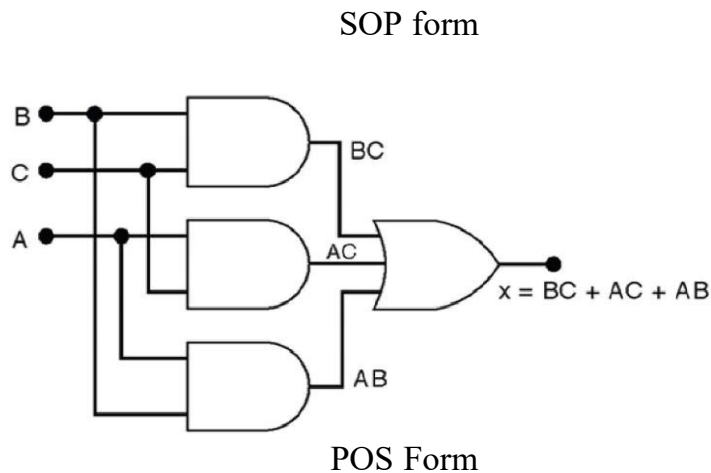 SOP form
B
BC
C
A
AC
x = BC + AC + AB
AB
POS Form